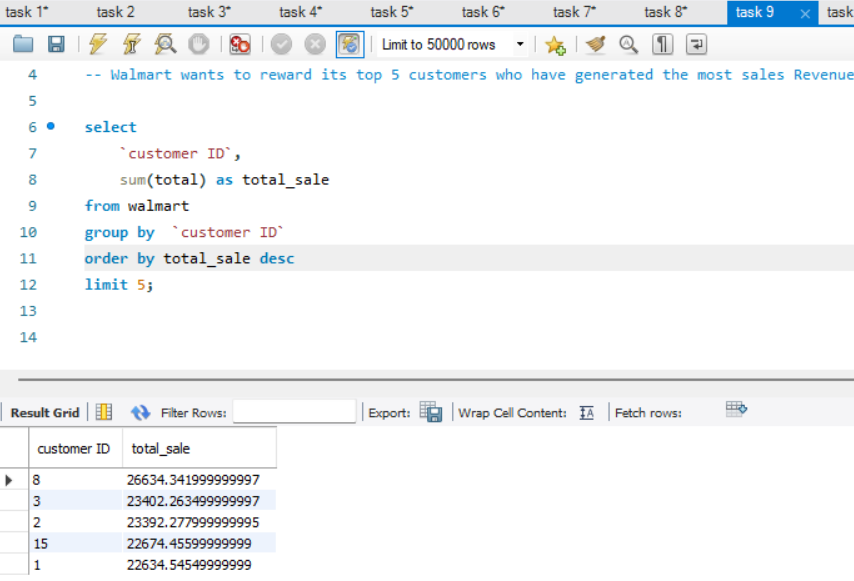 task 1* task 2 task 3* task 4* task 5* task 6* task 7* task 8* task 9 task
Limit to 50000 rows
4 -- Walmart wants to reward its top 5 customers who have generated the most sales Revenue
5
6 select
7 `customer ID`,
8 sum(total) as total_sale
9 from walmart
10 group by `customer ID`
11 order by total_sale desc
12 limit 5;
13
14
Result Grid Filter Rows: Export: Wrap Cell Content: Fetch rows:
customer ID total_sale
8 26634.341999999997
3 23402.263499999997
2 23392.277999999995
15 22674.45599999999
1 22634.54549999999